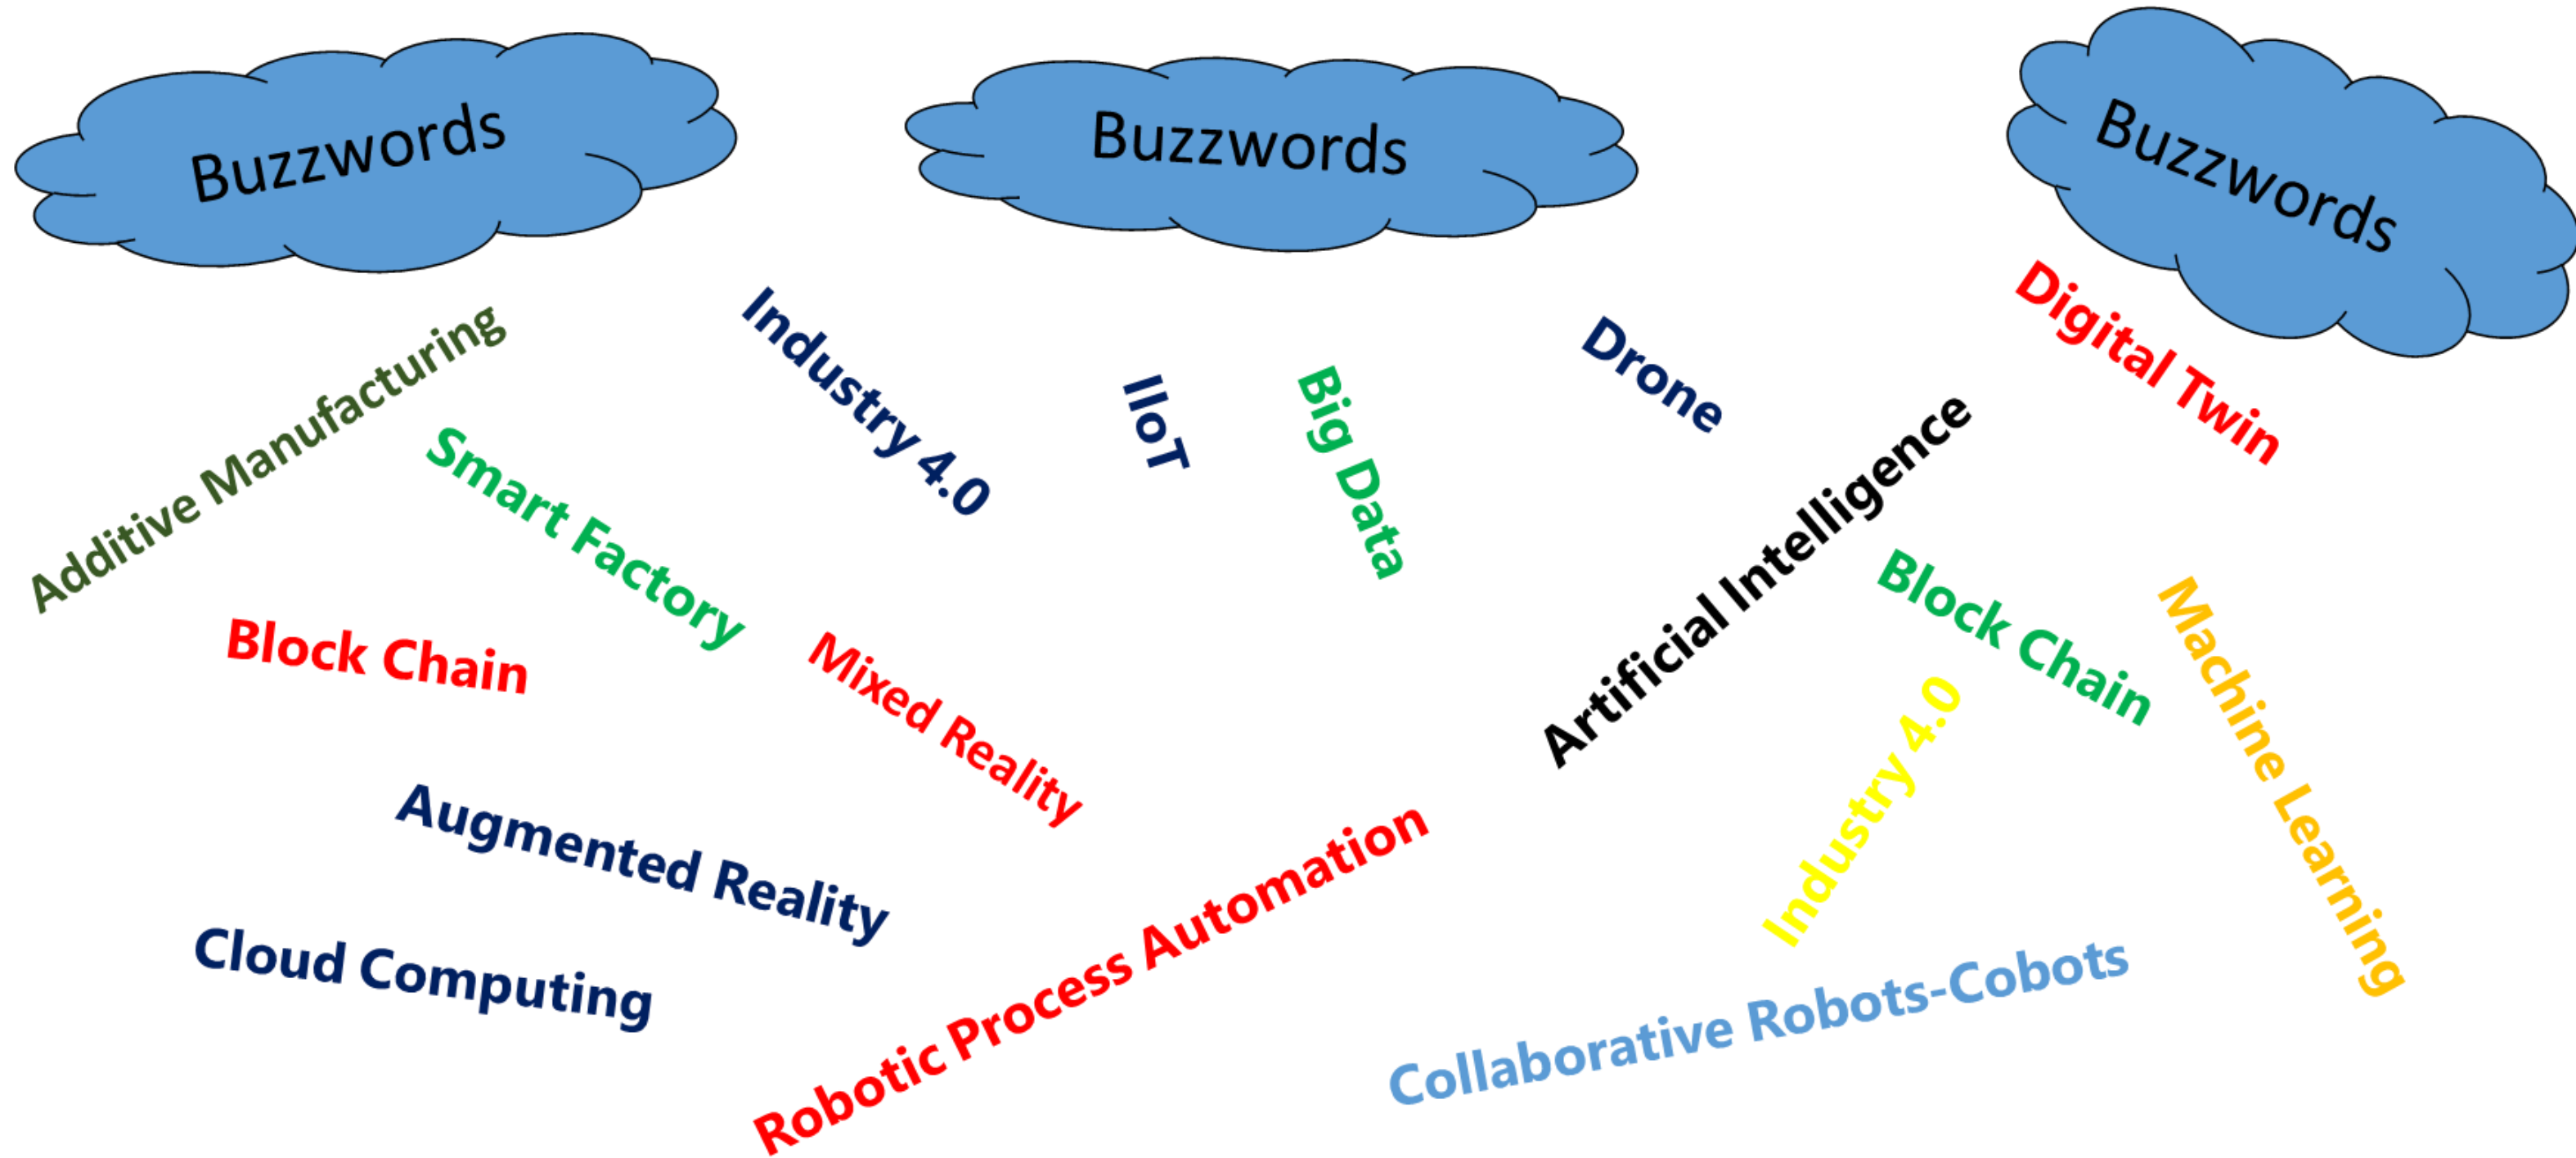 Buzzwords
Buzzwords
Buzzwords
Additive Manufacturing
Industry 4.0
IIoT
Big Data
Drone
Digital Twin
Smart Factory
Artificial Intelligence
Block Chain
Block Chain
Mixed Reality
Machine Learning
Industry 4.0
Augmented Reality
Cloud Computing
Robotic Process Automation
Collaborative Robots-Cobots